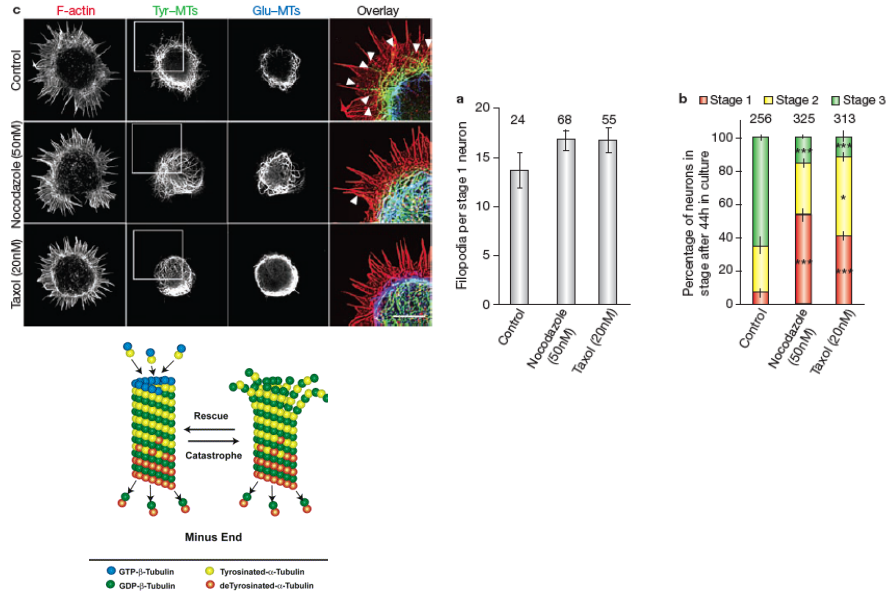 c
F-actin
Tyr–MTs
Glu–MTs
Overlay
Control
Nocodazole (50nM)
Taxol (20nM)
a
Filopodia per stage 1 neuron
20
15
10
5
0
24
68
55
Control
Nocodazole
(50nM)
Taxol (20nM)
b
Stage 1
Stage 2
Stage 3
256
325
313
Percentage of neurons in
stage after 44h in culture
100
80
60
40
20
0
***
***
***
*
***
Control
Nocodazole
(50nM)
Taxol (20nM)
Rescue
Catastrophe
Minus End
GTP-β-Tubulin
Tyrosinated-α-Tubulin
GDP-β-Tubulin
deTyrosinated-α-Tubulin